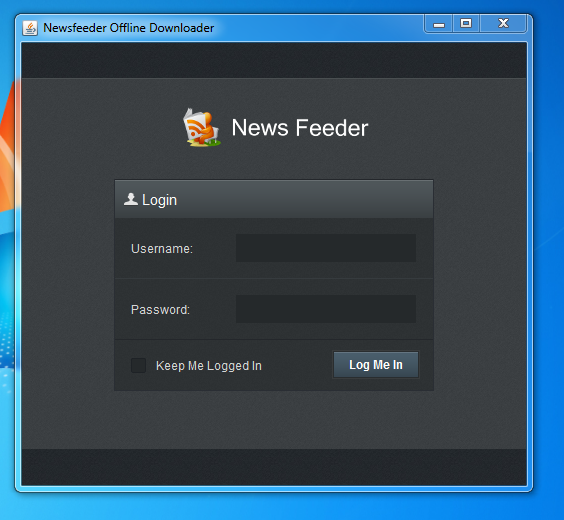 Newsfeeder Offline Downloader
News Feeder
Login
Username:
Password:
Keep Me Logged In
Log Me In